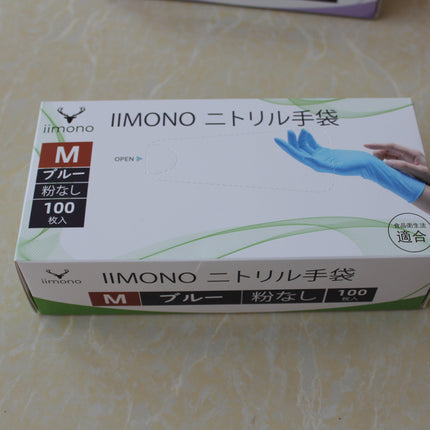 iimono
IIMONO ニトリル手袋
M
ブルー
粉なし
100
枚入
OPEN
食品衛生法
適合
iimono
IIMONO ニトリル手袋
M ブルー 粉なし 100
枚入